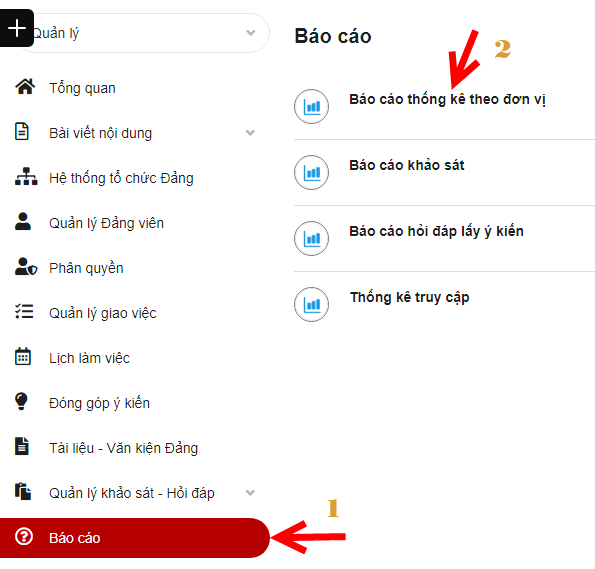 Quản lý
Tổng quan
Bài viết nội dung
Hệ thống tổ chức Đảng
Quản lý Đảng viên
Phân quyền
Quản lý giao việc
Lịch làm việc
Đóng góp ý kiến
Tài liệu - Văn kiện Đảng
Quản lý khảo sát - Hỏi đáp
Báo cáo
1
Báo cáo
2
Báo cáo thống kê theo đơn vị
Báo cáo khảo sát
Báo cáo hỏi đáp lấy ý kiến
Thống kê truy cập